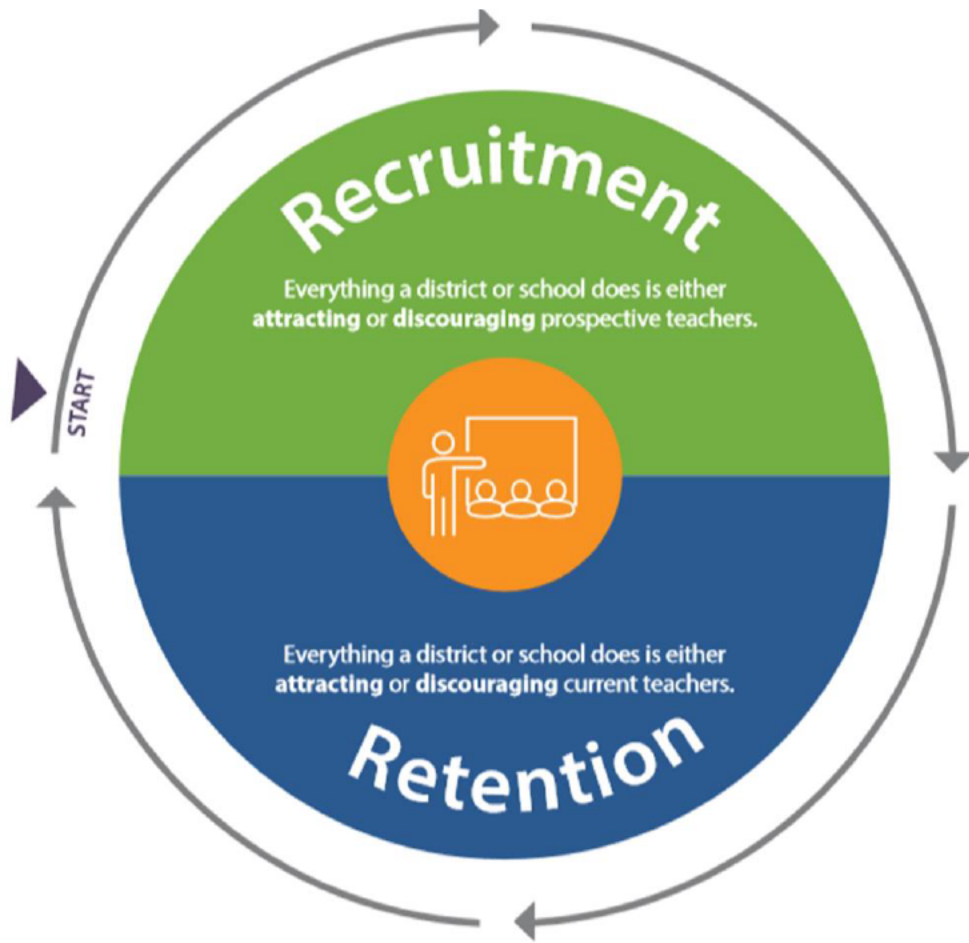 Recruitment
Everything a district or school does is either
attracting or discouraging prospective teachers.
START
Everything a district or school does is either
attracting or discouraging current teachers.
Retention